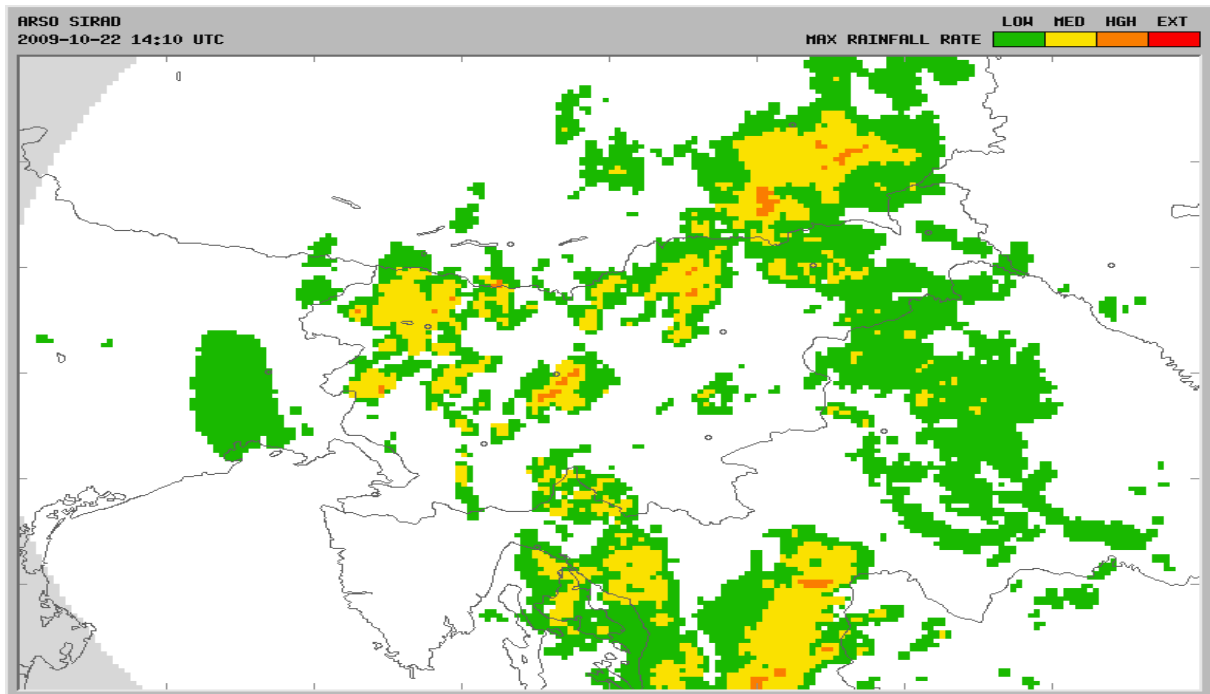 ARSO SIRAD
2009-10-22 14:10 UTC
LOW MED HGH EXT
MAX RAINFALL RATE